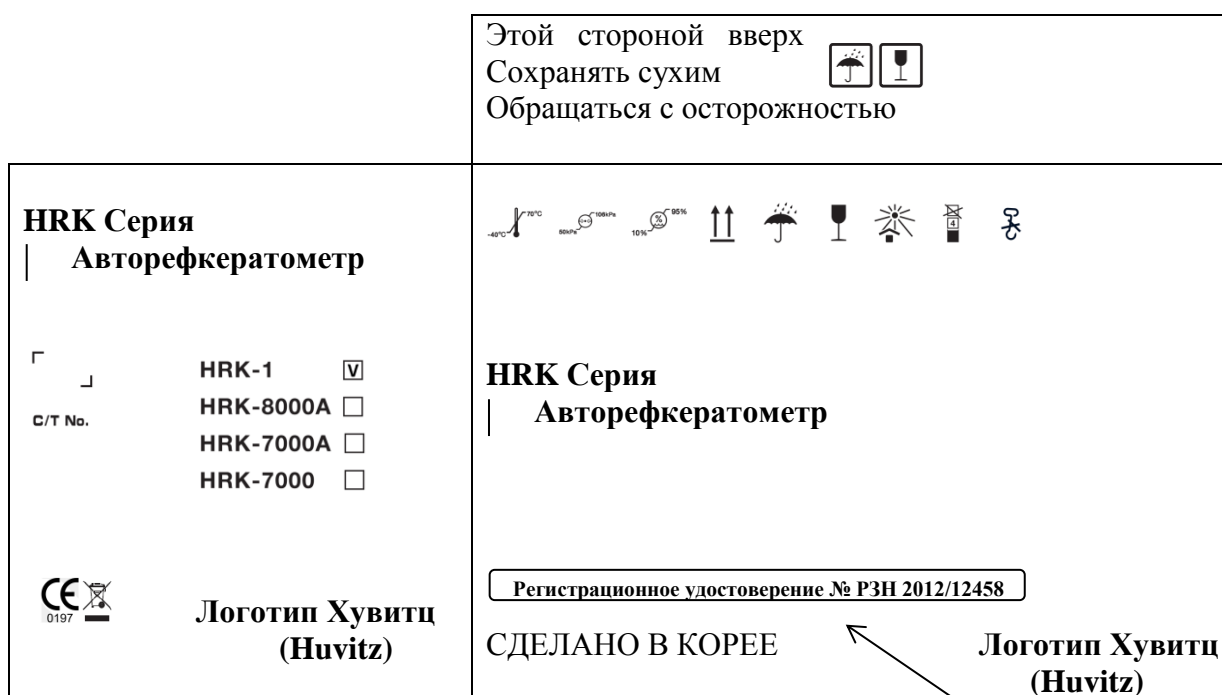 Этой стороной вверх
Сохранять сухим
Обращаться с осторожностью
HRK Серия
Авторефкератометр
HRK-1 V
HRK-8000A
HRK-7000A
HRK-7000
C/T No.
CE
0197
Логотип Хувитц
(Huvitz)
-40°C 70°C
106kPa
10% % 95%
4
HRK Серия
Авторефкератометр
Регистрационное удостоверение № РЗН 2012/12458
СДЕЛАНО В КОРЕЕ
Логотип Хувитц
(Huvitz)